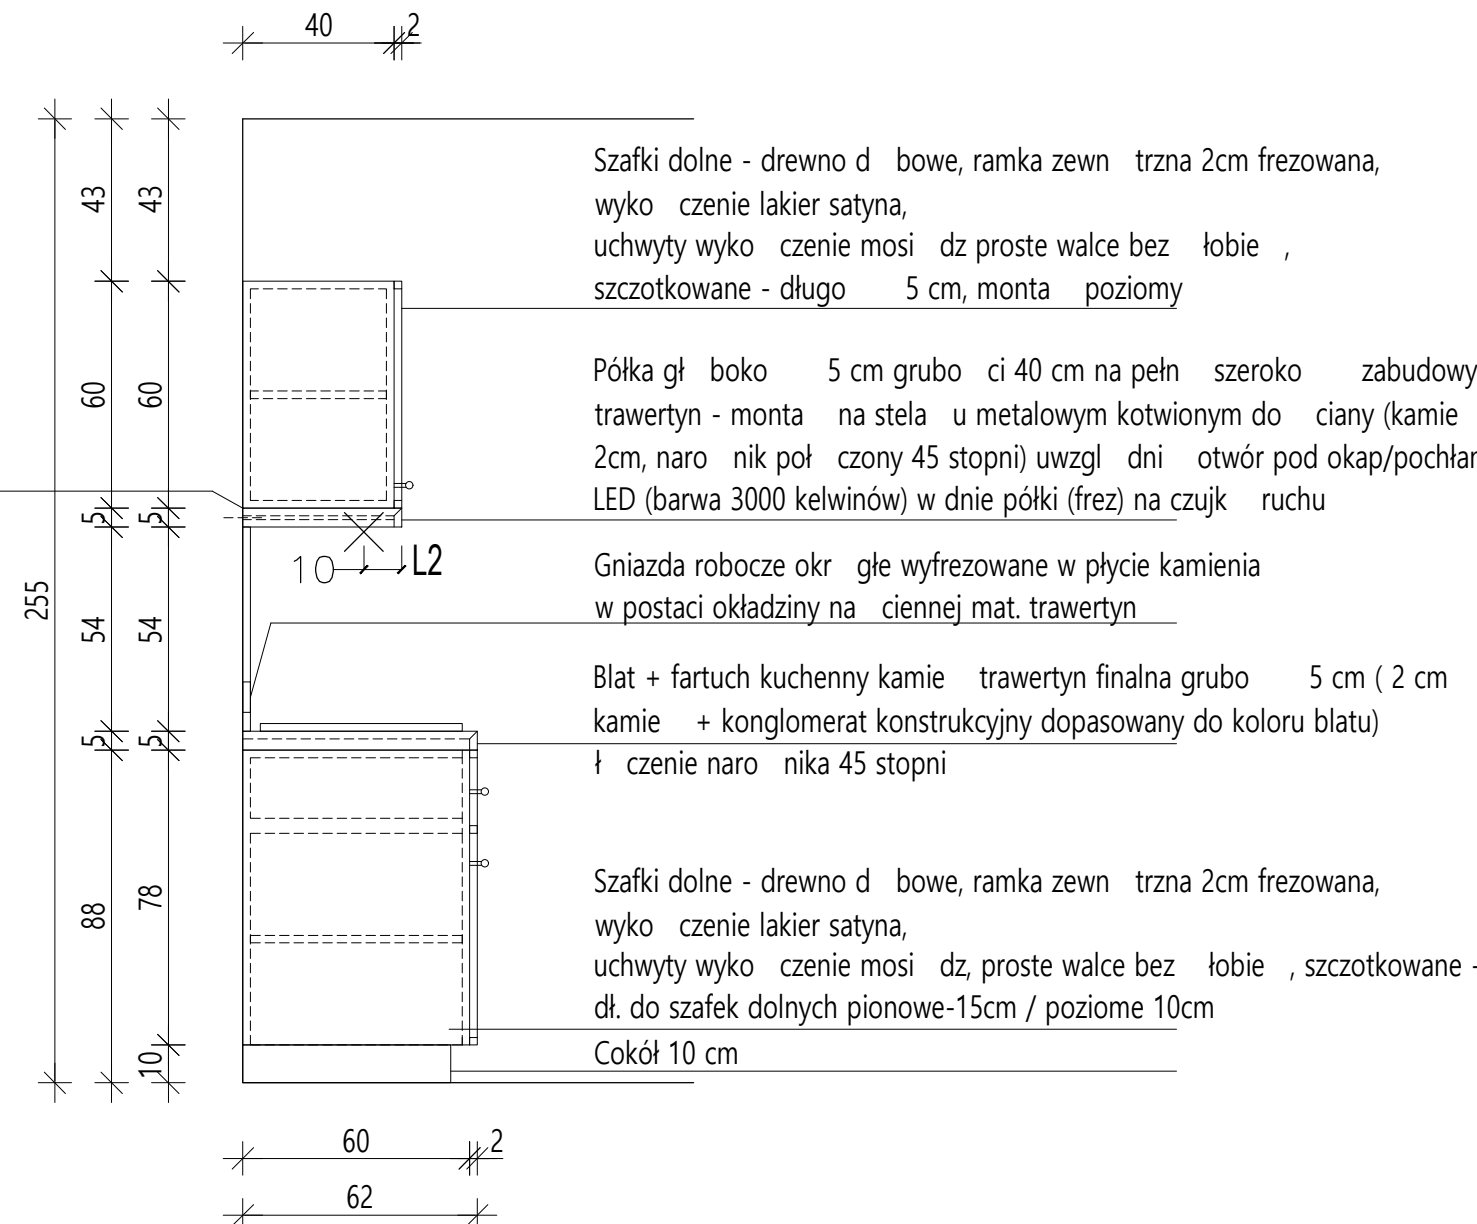 40
2
43
43
Szafki dolne - drewno d bowe, ramka zewn trzna 2cm frezowana,
wyko czenie lakier satyna,
uchwyty wyko czenie mosi dz proste walce bez łobie ,
szczotkowane - długo 5 cm, monta poziomy
60
60
Półka gł boko 5 cm grubo ci 40 cm na pełn szeroko zabudowy
trawertyn - monta na stela u metalowym kotwionym do ciany (kamie
2cm, naro nik poł czony 45 stopni) uwzgl dni otwór pod okap/pochłan
LED (barwa 3000 kelwinów) w dnie półki (frez) na czujk ruchu
5
5
10
L2
Gniazda robocze okr głe wyfrezowane w płycie kamienia
w postaci okładziny na ciennej mat. trawertyn
255
54
54
Blat + fartuch kuchenny kamie trawertyn finalna grubo 5 cm ( 2 cm
kamie + konglomerat konstrukcyjny dopasowany do koloru blatu)
ł czenie naro nika 45 stopni
5
5
88
78
Szafki dolne - drewno d bowe, ramka zewn trzna 2cm frezowana,
wyko czenie lakier satyna,
uchwyty wyko czenie mosi dz, proste walce bez łobie , szczotkowane -
dł. do szafek dolnych pionowe-15cm / poziome 10cm
Cokół 10 cm
10
60
2
62